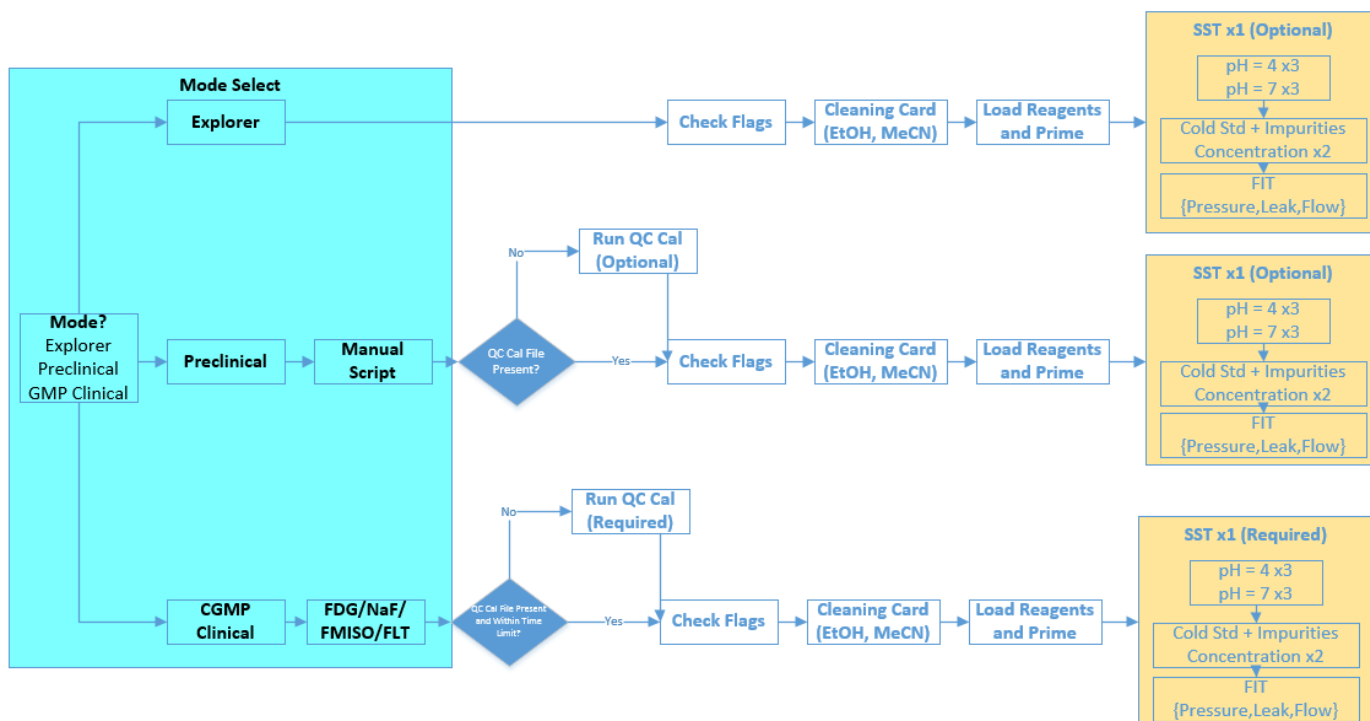 Mode Select
Mode?
Explorer
Preclinical
GMP Clinical
Explorer
Check Flags
Cleaning Card
(EtOH, MeCN)
Load Reagents
and Prime
SST x1 (Optional)
pH = 4 x3
pH = 7 x3
Cold Std + Impurities
Concentration x2
FIT
{Pressure,Leak,Flow}
Preclinical
Manual
Script
QC Cal File
Present?
No
Run QC Cal
(Optional)
Yes
Check Flags
Cleaning Card
(EtOH, MeCN)
Load Reagents
and Prime
SST x1 (Optional)
pH = 4 x3
pH = 7 x3
Cold Std + Impurities
Concentration x2
FIT
{Pressure,Leak,Flow}
CGMP
Clinical
FDG/NaF/
FMISO/FLT
QC Cal File Present
and Within Time
Limit?
No
Run QC Cal
(Required)
Yes
Check Flags
Cleaning Card
(EtOH, MeCN)
Load Reagents
and Prime
SST x1 (Required)
pH = 4 x3
pH = 7 x3
Cold Std + Impurities
Concentration x2
FIT
{Pressure,Leak,Flow}